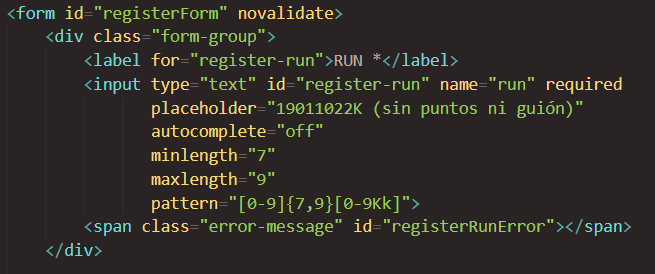 <form id="registerForm" novalidate>
<div class="form-group">
<label for="register-run">RUN *</label>
<input type="text" id="register-run" name="run" required
placeholder="19011022K (sin puntos ni guión)"
autocomplete="off"
minlength="7"
maxlength="9"
pattern="[0-9]{7,9}[0-9Kk]">
<span class="error-message" id="registerRunError"></span>
</div>